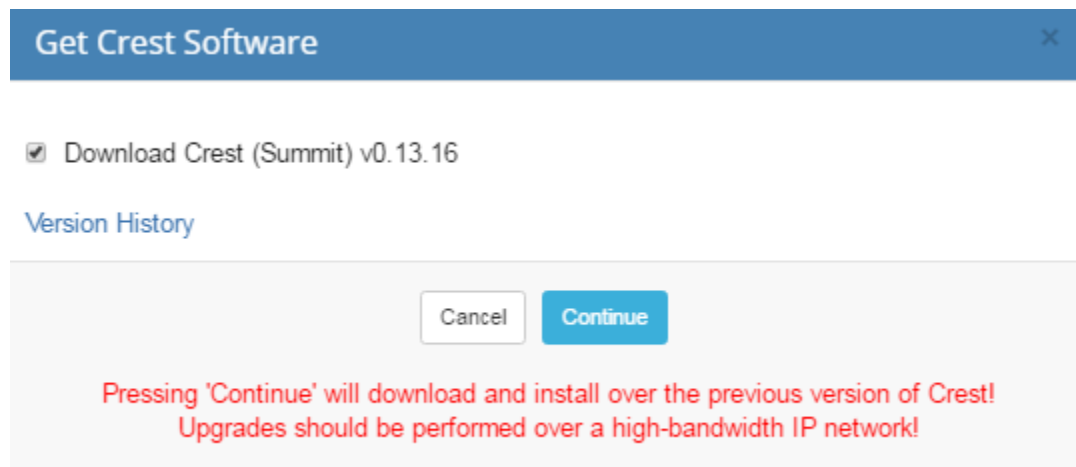 Get Crest Software
Download Crest (Summit) v0.13.16
Version History
Cancel
Continue
Pressing 'Continue' will download and install over the previous version of Crest!
Upgrades should be performed over a high-bandwidth IP network!